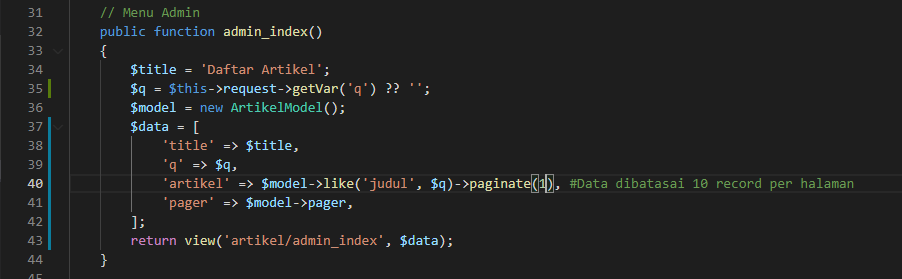 31 // Menu Admin
32 public function admin_index()
33 {
34 $title = 'Daftar Artikel';
35 $q = $this->request->getVar('q') ?? '';
36 $model = new ArtikelModel();
37 $data = [
38 'title' => $title,
39 'q' => $q,
40 'artikel' => $model->like('judul', $q)->paginate(1), #Data dibatasai 10 record per halaman
41 'pager' => $model->pager,
42 ];
43 return view('artikel/admin_index', $data);
44 }
45